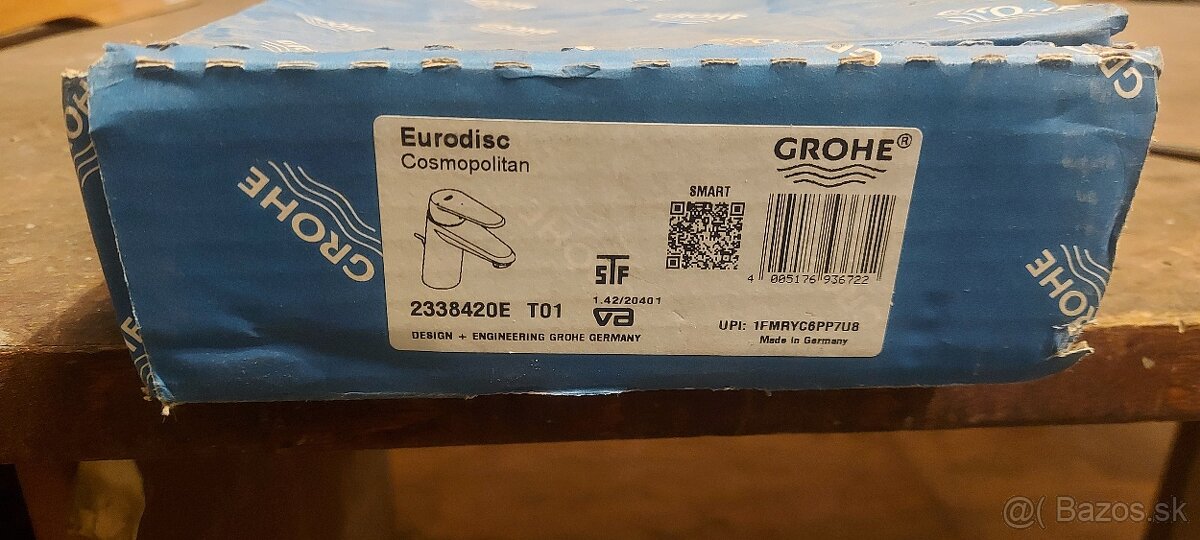 Eurodisc
Cosmopolitan
GROHE®
SMART
STF
1.42/20401
va
4 005176 936722
2338420E T01
UPI: 1FMRYC6PP7U8
DESIGN + ENGINEERING GROHE GERMANY
Made in Germany
GROHE
GROHE
@( Bazos.sk